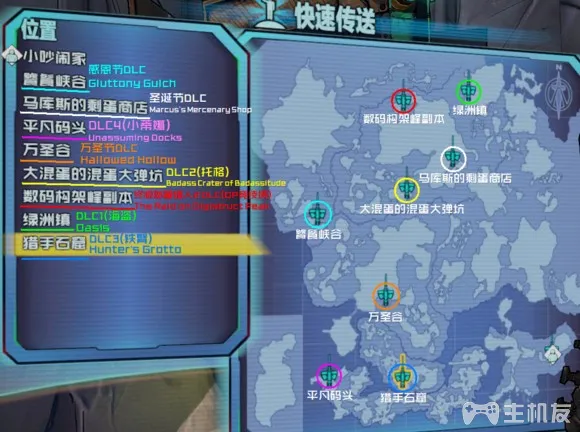 位置
快速传送
小吵闹家
饕餮峡谷 感恩节DLC
Gluttony Gulch
马库斯的剩蛋商店 圣诞节DLC
Marcus's Mercenary Shop
平凡码头 DLC4(小蒂娜)
Unassuming Docks
万圣谷 万圣节DLC
Hallowed Hollow
大混蛋的混蛋大弹坑 DLC2(托格)
Badass Crater of Badassitude
数码构架峰副本
绿洲镇 DLC1(海盗)
Oasis
猎手石窟 DLC3(铁臂)
Hunter's Grotto
N
数码构架峰副本
绿洲镇
马库斯的剩蛋商店
大混蛋的混蛋大弹坑
饕餮峡谷
万圣谷
平凡码头
猎手石窟
主机友